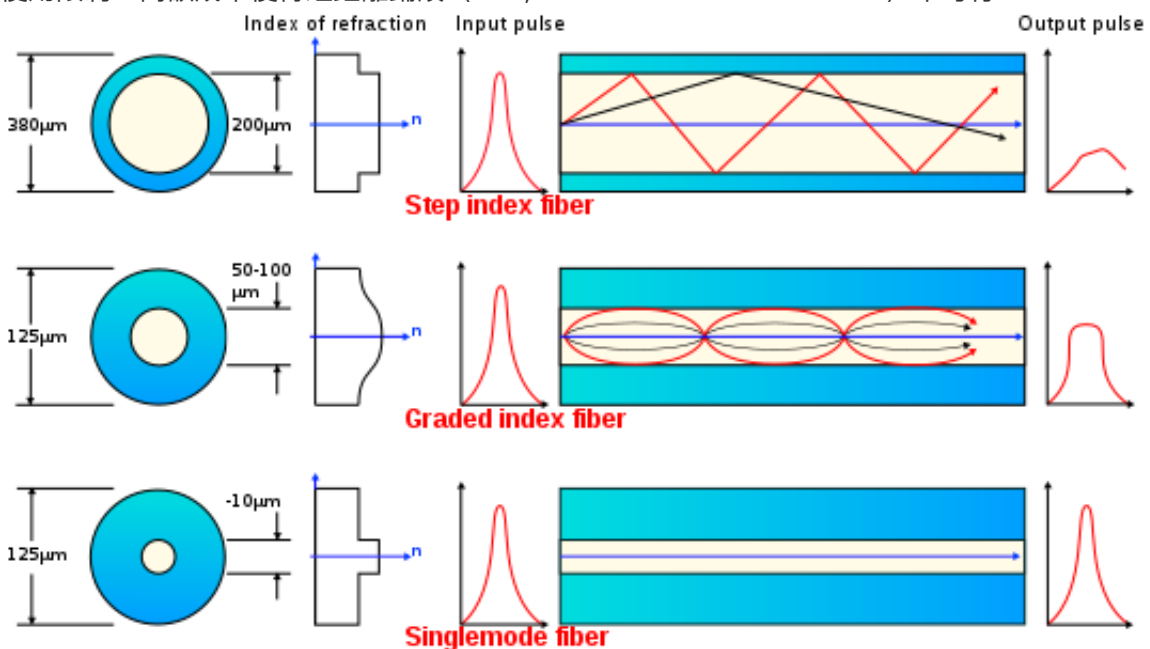 Index of refraction
Input pulse
Output pulse
380µm
200µm
n
Step index fiber
50-100
µm
125µm
n
Graded index fiber
-10µm
125µm
n
Singlemode fiber